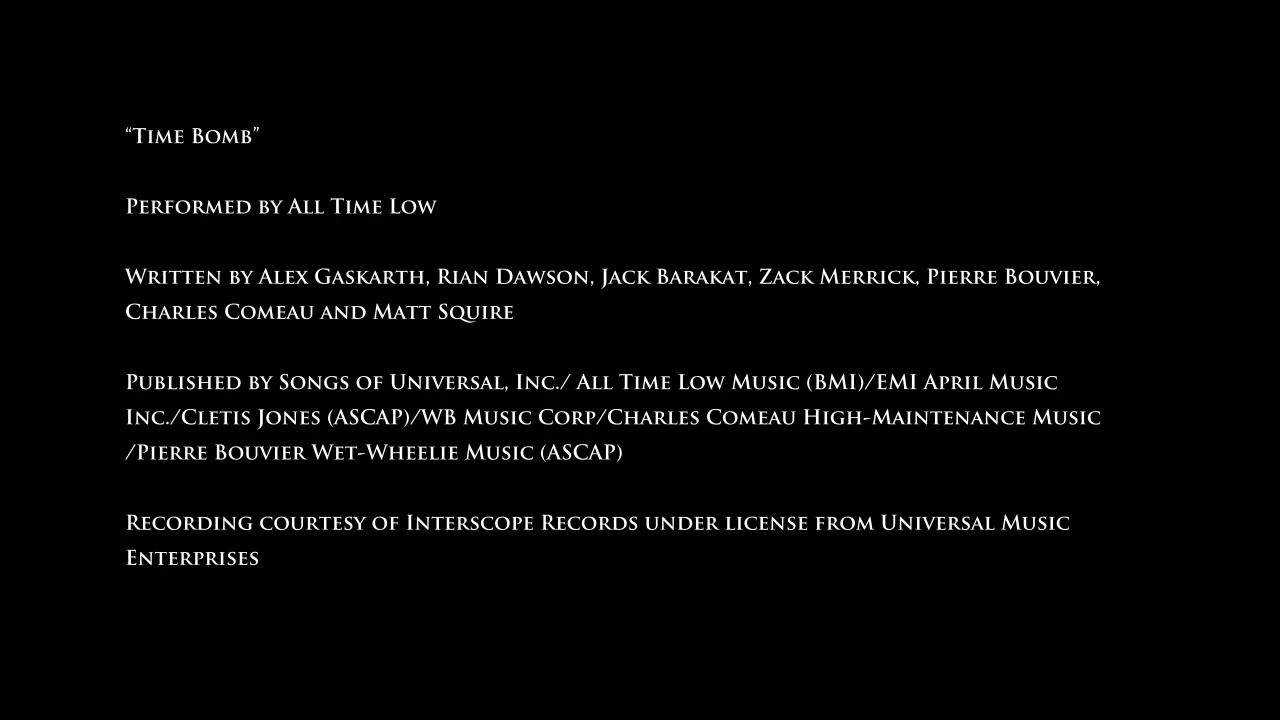 “Time Bomb”
Performed by All Time Low
Written by Alex Gaskarth, Rian Dawson, Jack Barakat, Zack Merrick, Pierre Bouvier,
Charles Comeau and Matt Squire
Published by Songs of Universal, Inc./ All Time Low Music (BMI)/EMI April Music
Inc./Cletis Jones (ASCAP)/WB Music Corp/Charles Comeau High-Maintenance Music
/Pierre Bouvier Wet-Wheelie Music (ASCAP)
Recording courtesy of Interscope Records under license from Universal Music
Enterprises